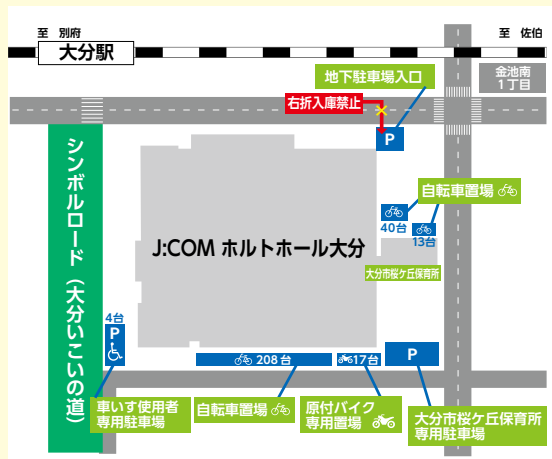 至 別府
至 佐伯
大分駅
金池南
1丁目
地下駐車場入口
右折入庫禁止
P
シンボルロード（大分いこいの道）
J:COM ホルトホール大分
自転車置場
40台
13台
大分市桜ケ丘保育所
4台
P
208台
17台
P
車いす使用者
専用駐車場
自転車置場
原付バイク
専用置場
大分市桜ケ丘保育所
専用駐車場